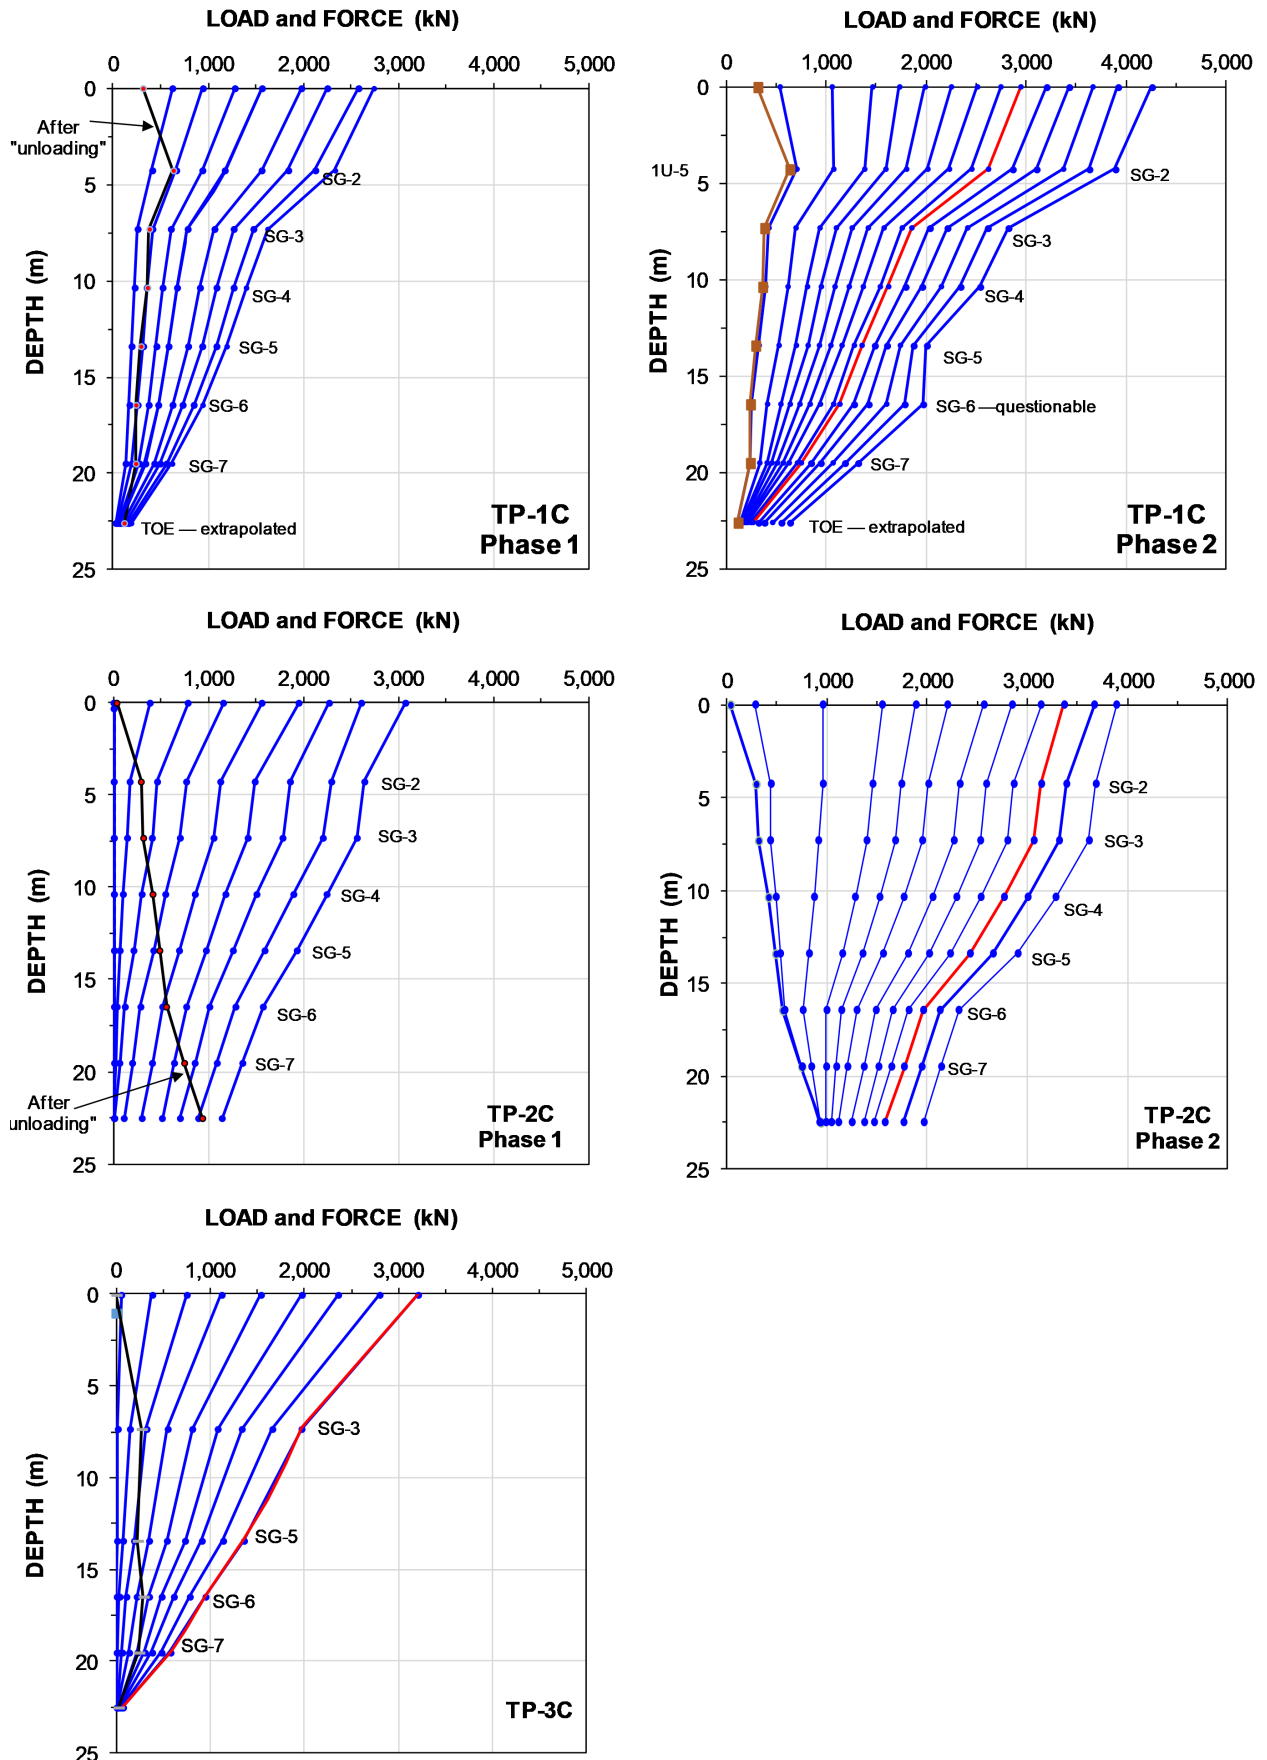 LOAD and FORCE (kN)
0 1,000 2,000 3,000 4,000 5,000
0
5
10
15
20
25
DEPTH (m)
After
"unloading"
SG-2
SG-3
SG-4
SG-5
SG-6
SG-7
TOE — extrapolated
TP-1C
Phase 1
LOAD and FORCE (kN)
0 1,000 2,000 3,000 4,000 5,000
0
5
10
15
20
25
DEPTH (m)
1U-5
SG-2
SG-3
SG-4
SG-5
SG-6 —questionable
SG-7
TOE — extrapolated
TP-1C
Phase 2
LOAD and FORCE (kN)
0 1,000 2,000 3,000 4,000 5,000
0
5
10
15
20
25
DEPTH (m)
SG-2
SG-3
SG-4
SG-5
SG-6
SG-7
After
unloading"
TP-2C
Phase 1
LOAD and FORCE (kN)
0 1,000 2,000 3,000 4,000 5,000
0
5
10
15
20
25
DEPTH (m)
SG-2
SG-3
SG-4
SG-5
SG-6
SG-7
TP-2C
Phase 2
LOAD and FORCE (kN)
0 1,000 2,000 3,000 4,000 5,000
0
5
10
15
20
25
DEPTH (m)
SG-3
SG-5
SG-6
SG-7
TP-3C